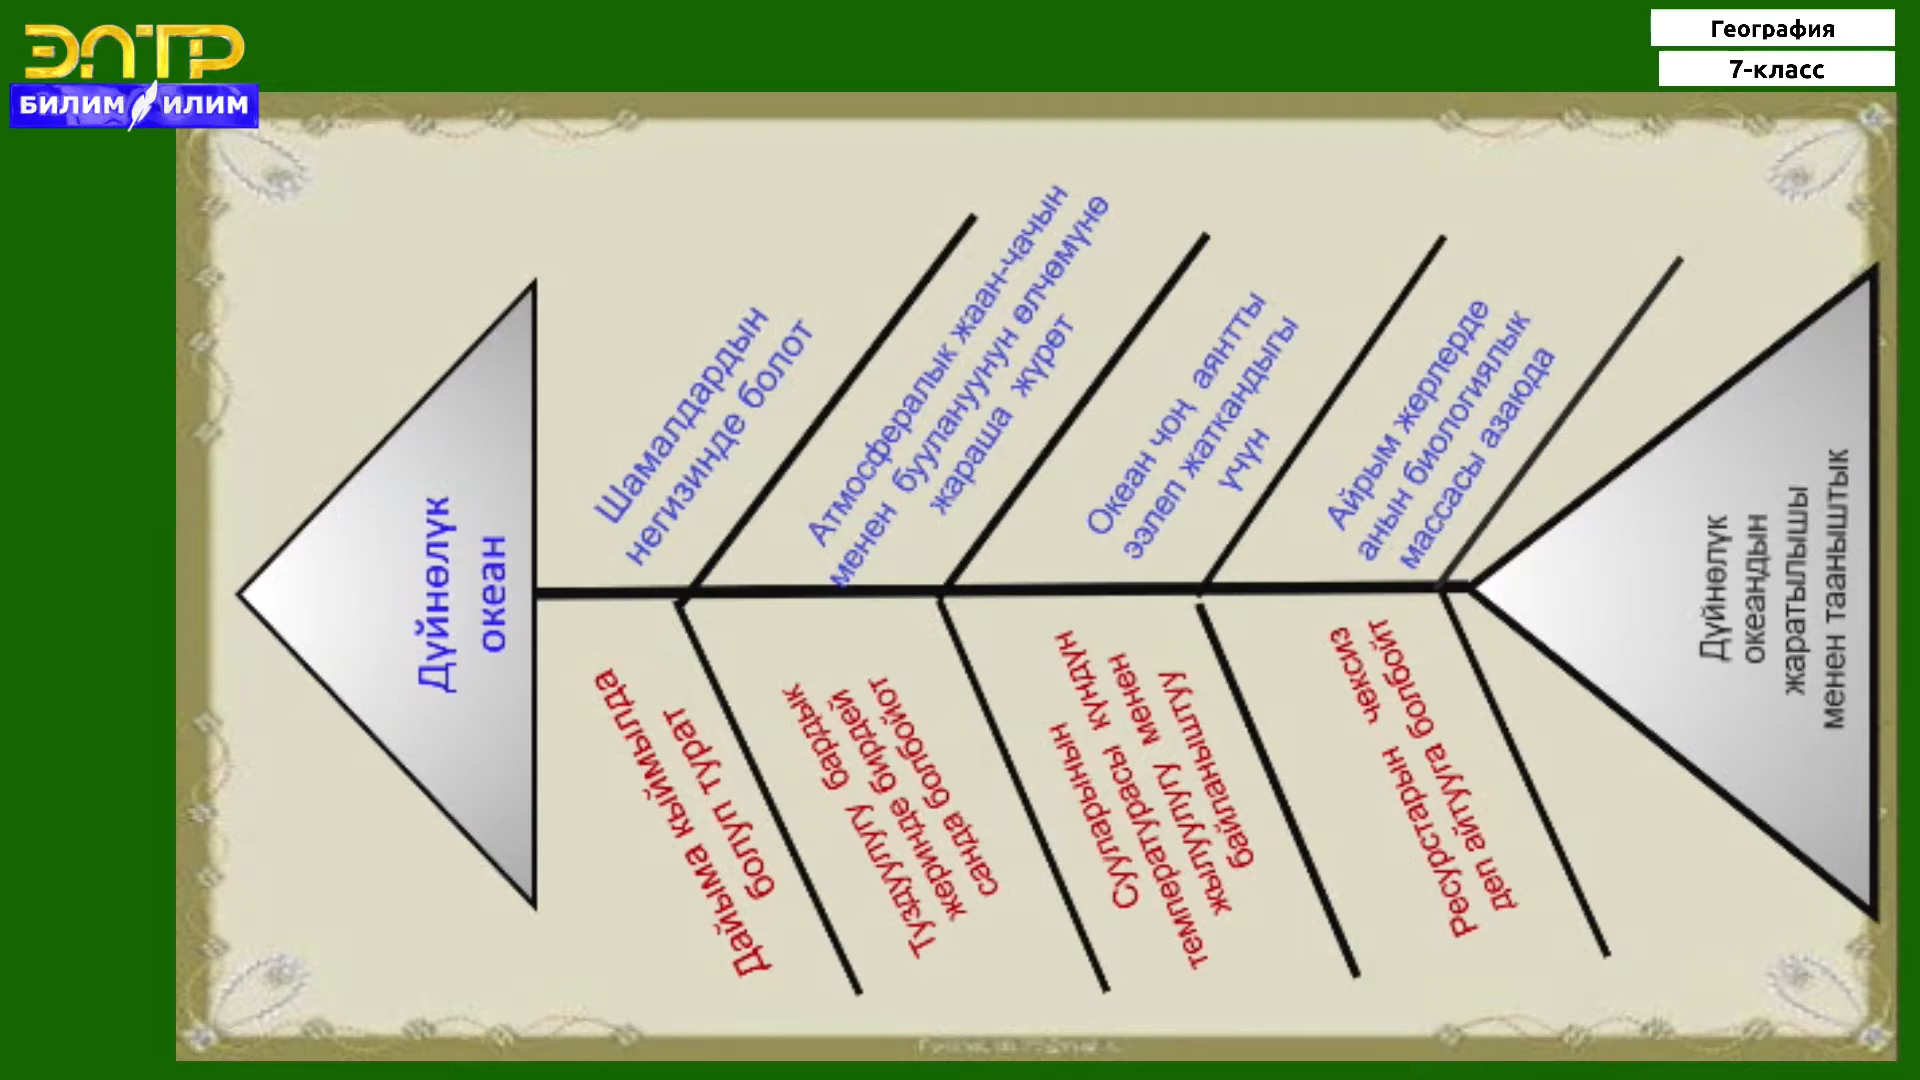 ЭЛТР
БИЛИМ ИЛИМ
География
7-класс
Дүйнөлүк
океан
Шамалдардын
негизинде болот
Атмосфералык жаан-чачын
менен буулануунун өлчөмүнө
жараша жүрөт
Океан чоң аянтты
ээлеп жаткандыгы
үчүн
Айрым жерлерде
анын биологиялык
массасы азаюда
Дайыма кыймылда
болуп турат
Туздуулугу бардык
жеринде бирдей
санда болбойт
Сууларынын
температурасы күндүн
жылуулугу менен
байланыштуу
Ресурстарын чексиз
деп айтууга болбойт
Дүйнөлүк
океандын
жаратылышы
менен тааныштык